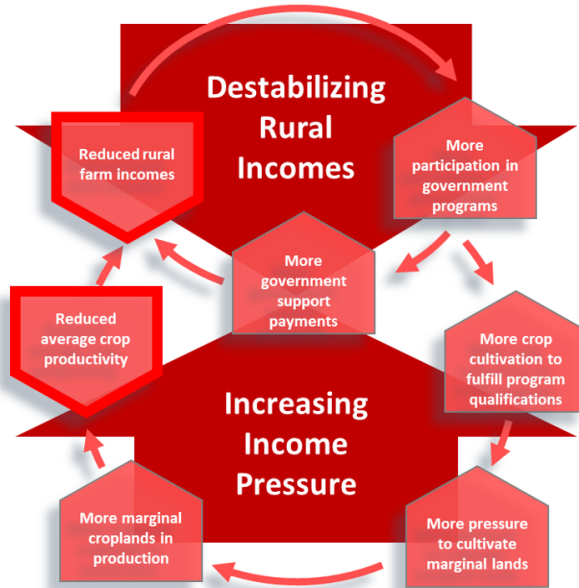 Destabilizing
Rural
Incomes
Reduced rural
farm incomes
More
participation in
government
programs
More
government
support
payments
Reduced
average crop
productivity
More crop
cultivation to
fulfill program
qualifications
Increasing
Income
Pressure
More marginal
croplands in
production
More pressure
to cultivate
marginal lands